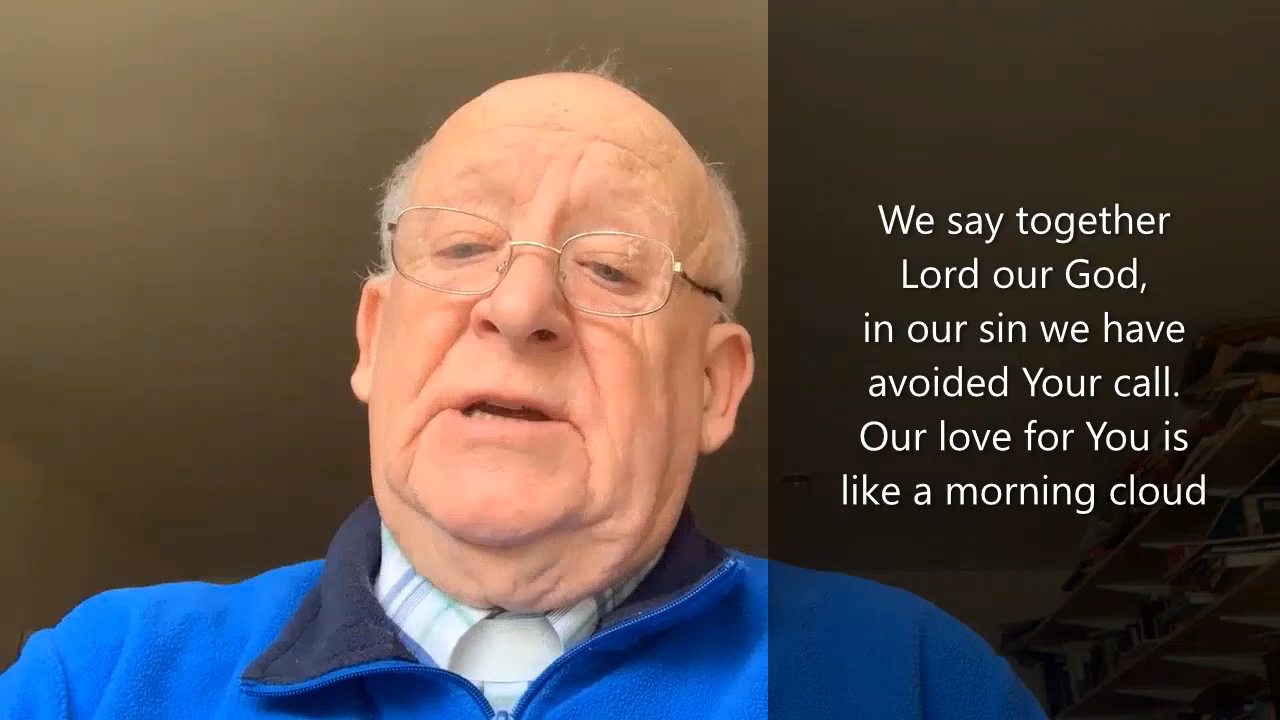 We say together
Lord our God,
in our sin we have
avoided Your call.
Our love for You is
like a morning cloud